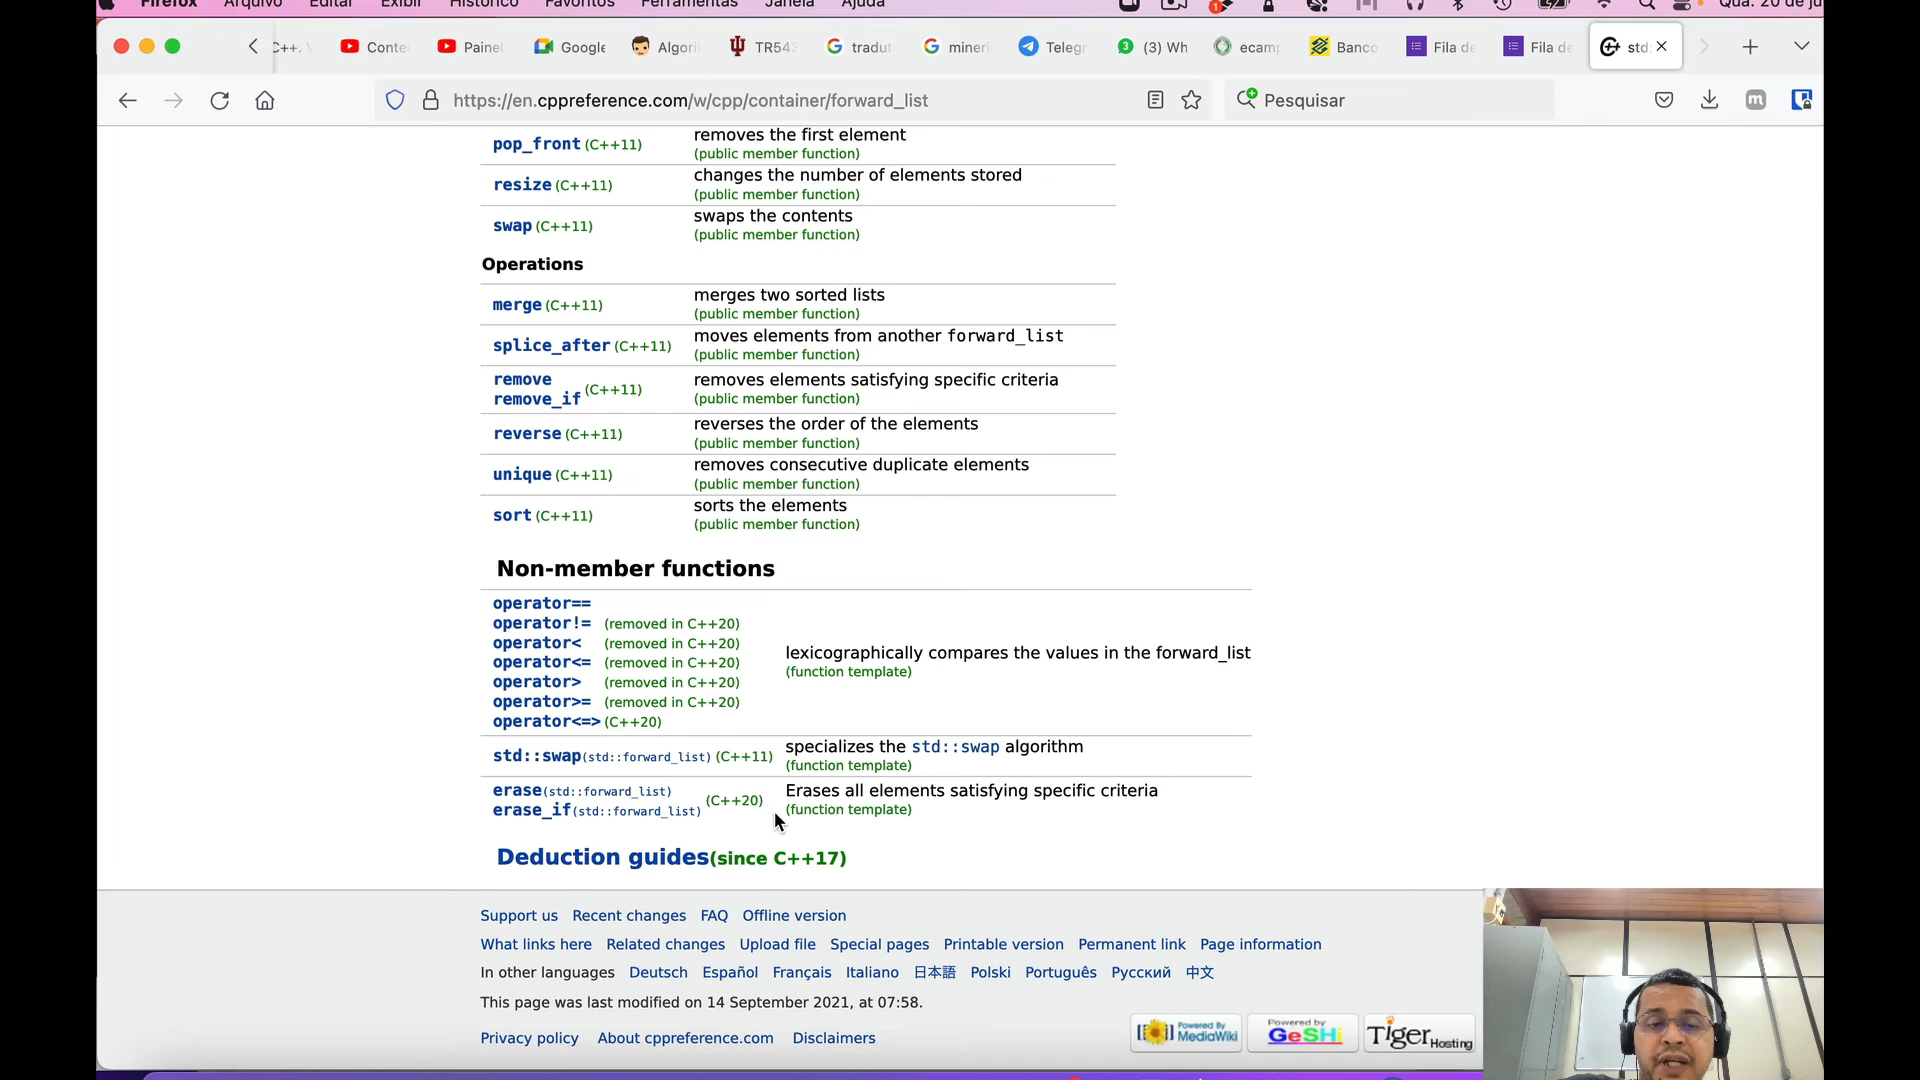 Firefox Arquivo Editar Exibir Histórico Favoritos Ferramentas Janela Ajuda Qua. 20 de ju
C++. Conte Painel Google Algori TR543 tradut mineri Telegr (3) Wh ecamp Banco Fila de Fila de std:
https://en.cppreference.com/w/cpp/container/forward_list
Pesquisar
pop_front (C++11) removes the first element
(public member function)
resize (C++11) changes the number of elements stored
(public member function)
swap (C++11) swaps the contents
(public member function)
Operations
merge (C++11) merges two sorted lists
(public member function)
splice_after (C++11) moves elements from another forward_list
(public member function)
remove
remove_if (C++11) removes elements satisfying specific criteria
(public member function)
reverse (C++11) reverses the order of the elements
(public member function)
unique (C++11) removes consecutive duplicate elements
(public member function)
sort (C++11) sorts the elements
(public member function)
Non-member functions
operator==
operator!= (removed in C++20)
operator< (removed in C++20)
operator<= (removed in C++20)
operator> (removed in C++20)
operator>= (removed in C++20)
operator<=> (C++20)
lexicographically compares the values in the forward_list
(function template)
std::swap(std::forward_list) (C++11) specializes the std::swap algorithm
(function template)
erase(std::forward_list)
erase_if(std::forward_list) (C++20)
Erases all elements satisfying specific criteria
(function template)
Deduction guides(since C++17)
Support us Recent changes FAQ Offline version
What links here Related changes Upload file Special pages Printable version Permanent link Page information
In other languages Deutsch Español Français Italiano 日本語 Polski Português Русский 中文
This page was last modified on 14 September 2021, at 07:58.
Privacy policy About cppreference.com Disclaimers
Powered By MediaWiki
Powered by GeSHi
Tiger Hosting